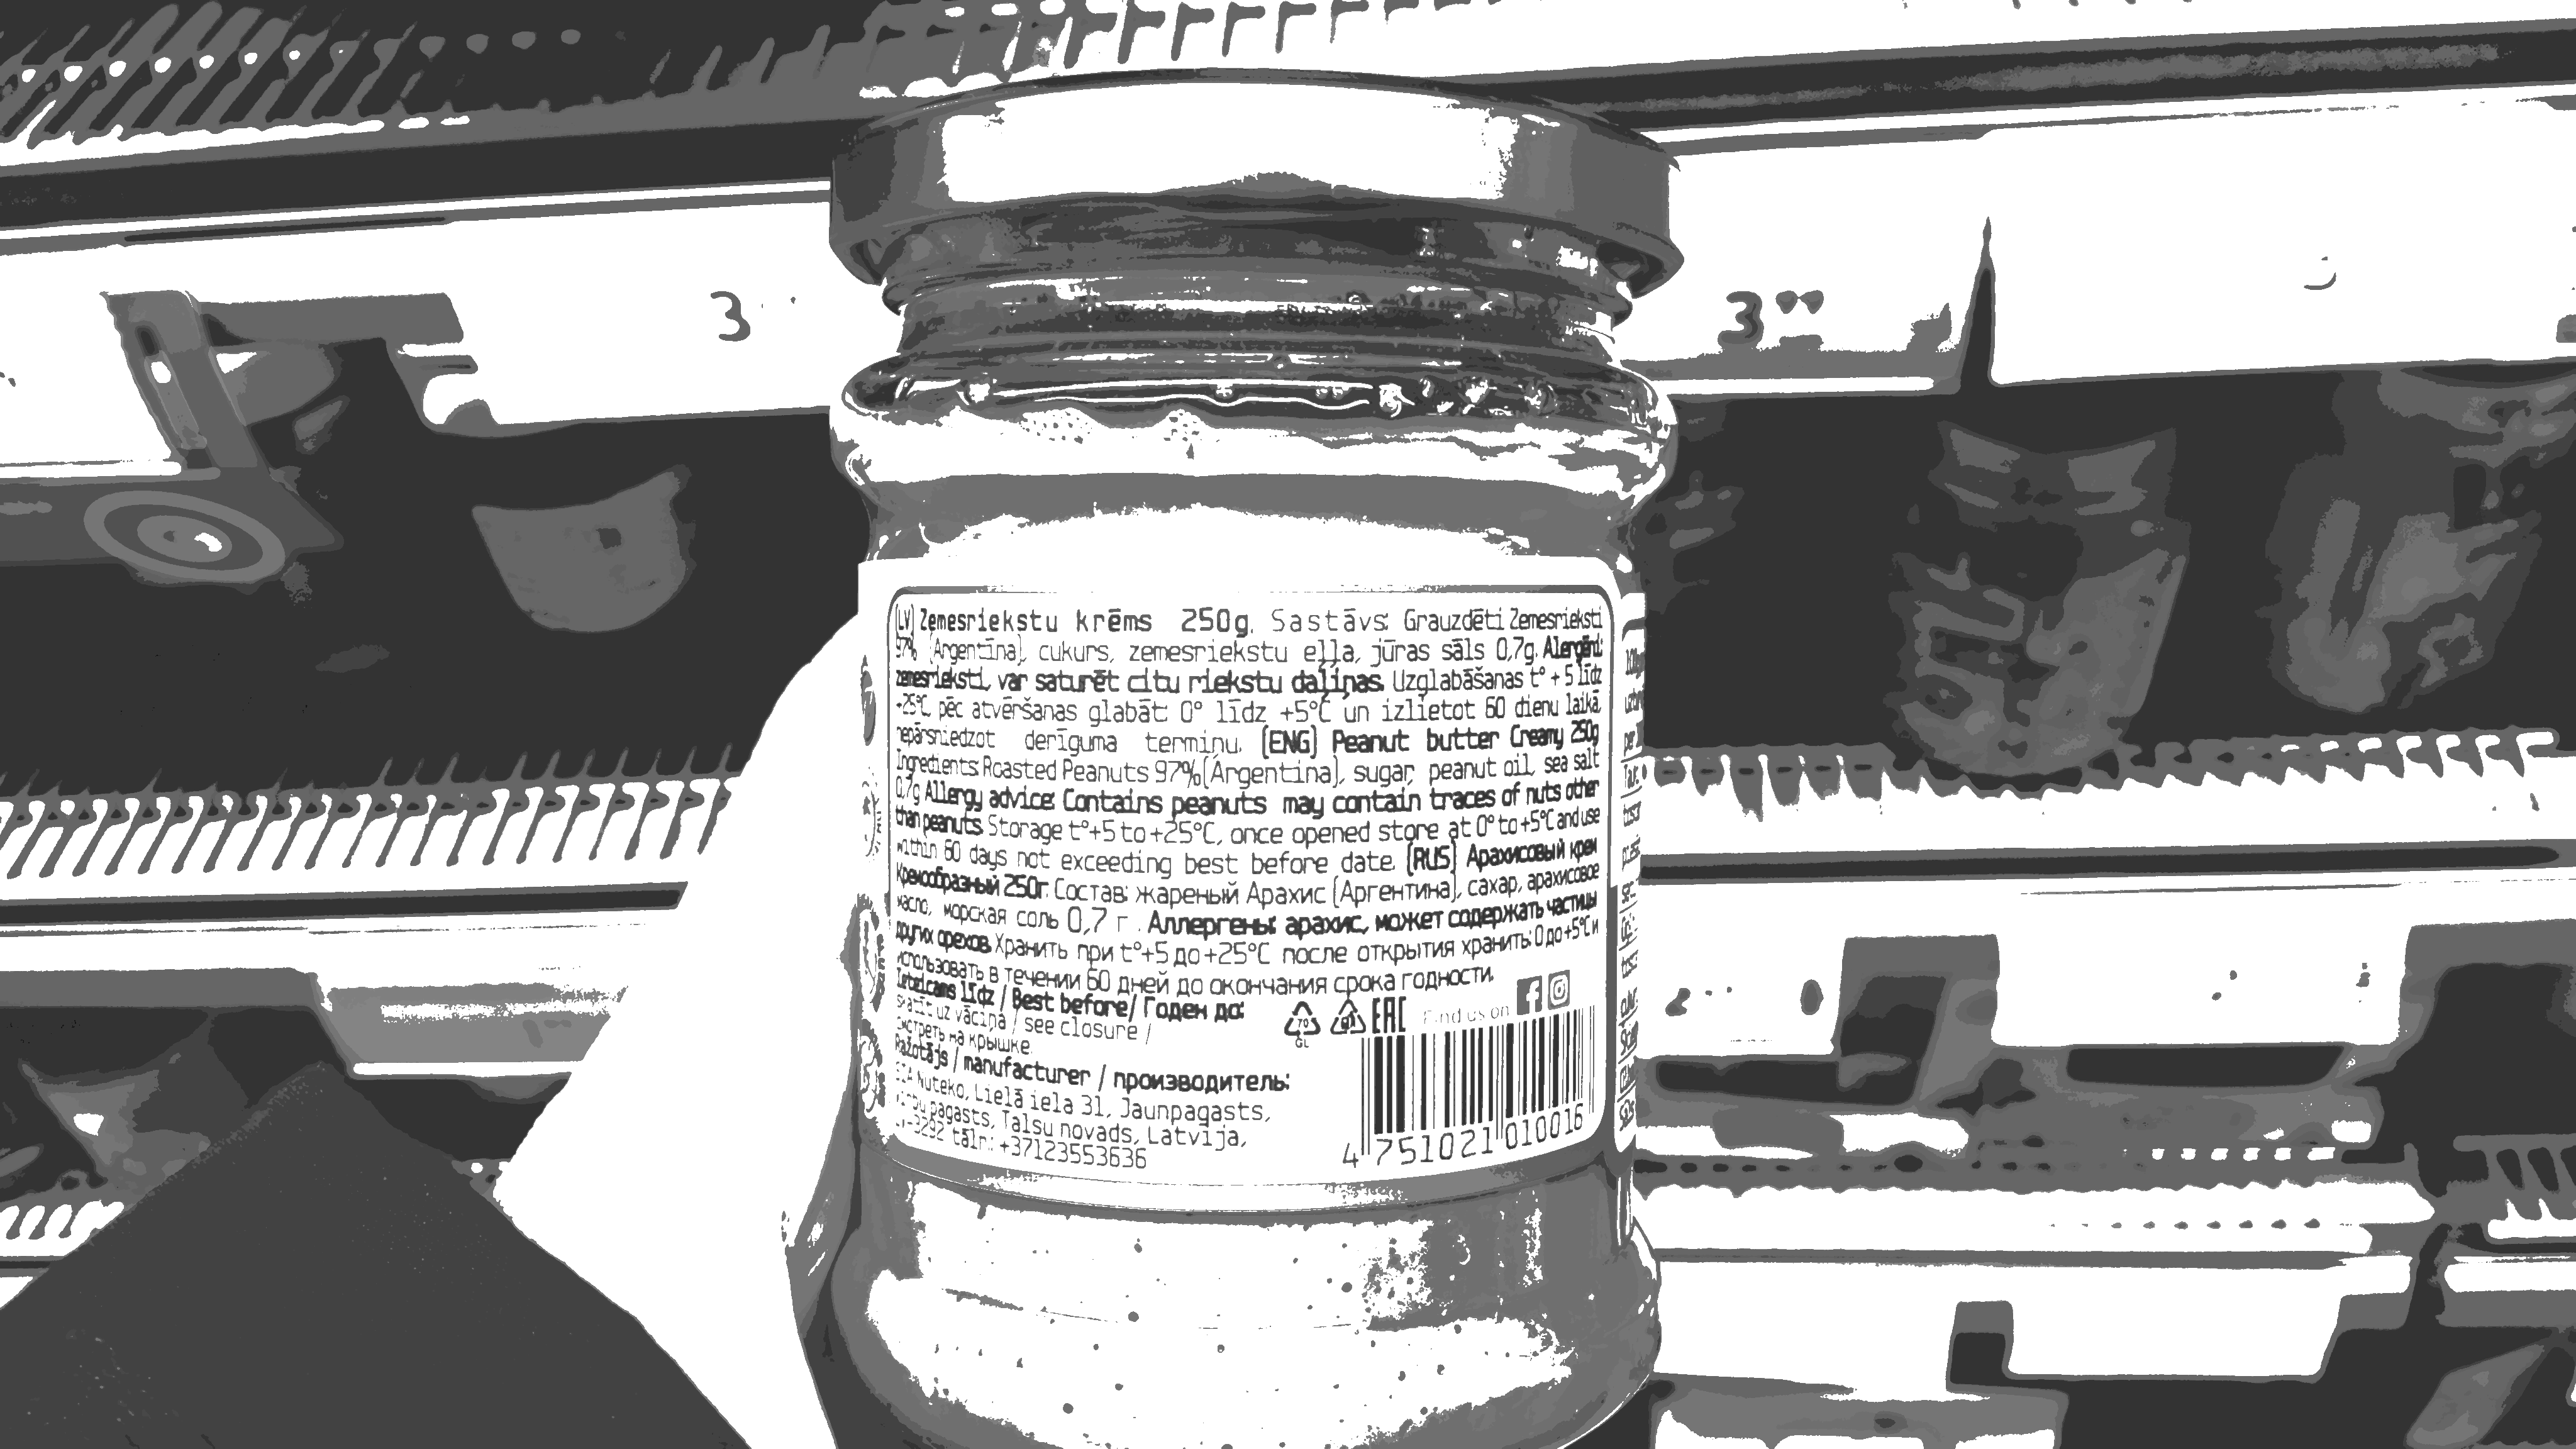 3
3
(LV) Zemesriekstu krēms 250g. Sastāvs: Grauzdēti Zemesrieksti
97% (Argentīna), cukurs, zemesriekstu eļļa, jūras sāls 0,7g. Alergēni:
zemesrieksti, var saturēt citu riekstu daļiņas. Uzglabāšanas t° + 5 līdz
+25°C, pēc atvēršanas glabāt 0° līdz +5°C un izlietot 60 dienu laikā,
nepārsniedzot derīguma termiņu. (ENG) Peanut butter Creamy 250g
Ingredients: Roasted Peanuts 97% (Argentina), sugar, peanut oil, sea salt
0,7g Allergy advice: Contains peanuts may contain traces of nuts other
than peanuts. Storage t°+5 to +25°C, once opened store at 0° to +5°C and use
within 60 days not exceeding best before date. (RUS) Арахисовый крем
Кремообразный 250г. Состав: жареный Арахис (Аргентина), сахар, арахисовое
масло, морская соль 0,7 г. Аллергены: арахис, может содержать частицы
других орехов. Хранить при t°+5 до +25°C после открытия хранить: 0 до +5°C и
использовать в течении 60 дней до окончания срока годности.
Ieteicams līdz / Best before/ Годен до:
skatīt uz vāciņa / see closure /
смотреть на крышке.
Ražotājs / manufacturer / производитель:
SIA Nuteko, Lielā iela 31, Jaunpagasts,
pagasts, Talsu novads, Latvija,
LV-3292 tālr.: +37123553636
70
GL
EAC
Find us on
4 751021 010016